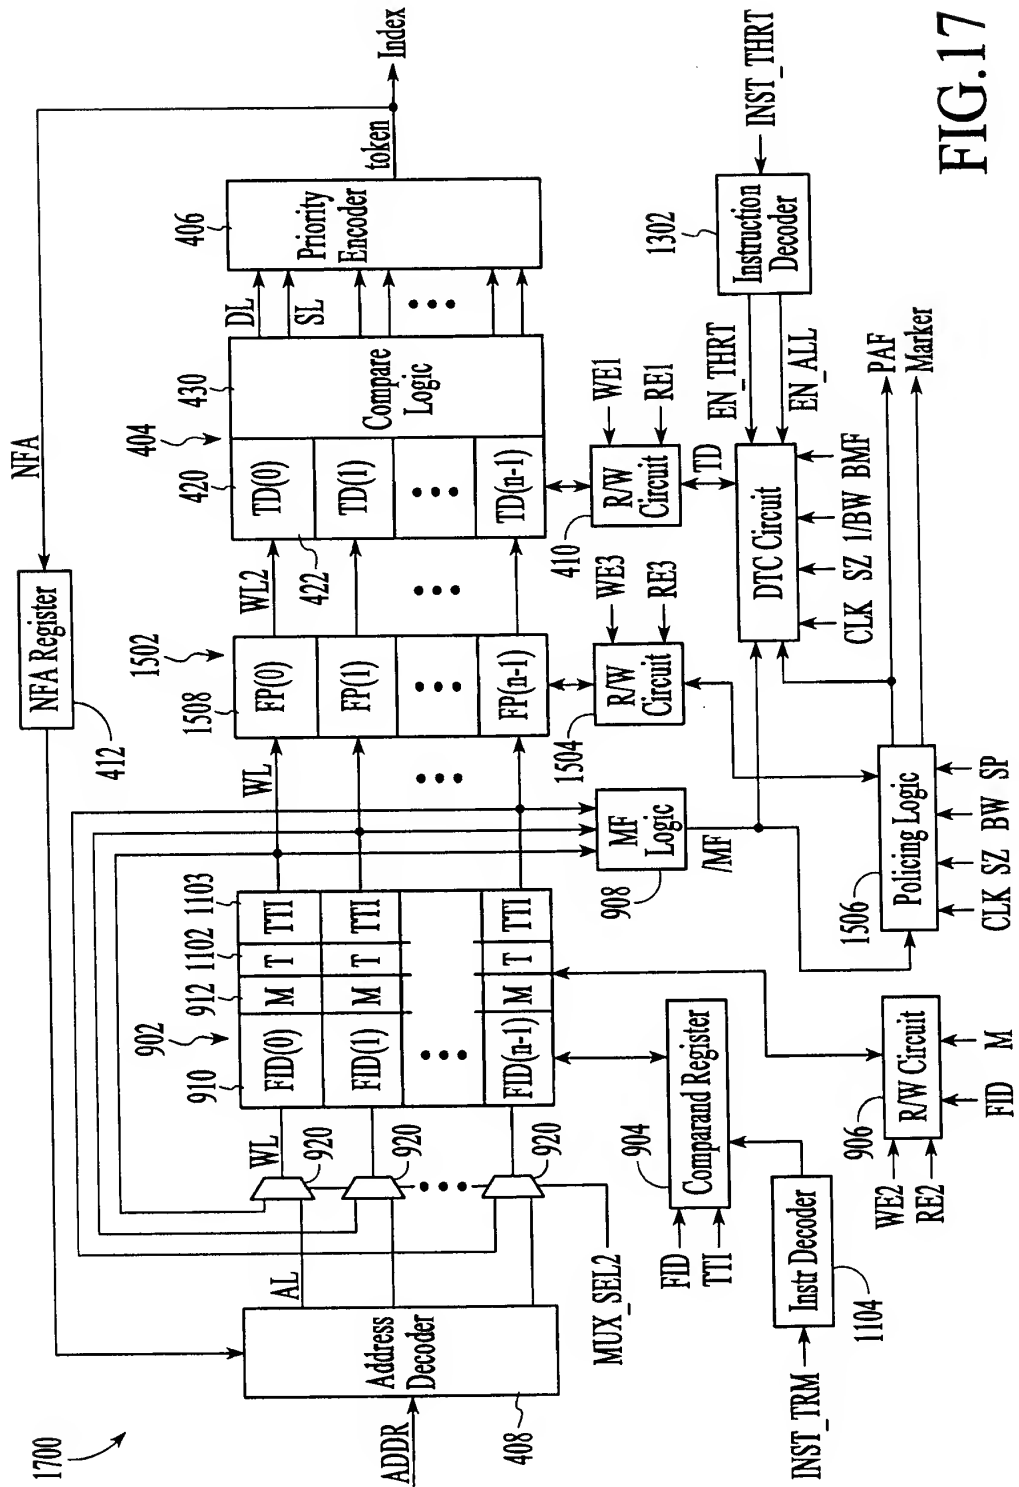 1700
ADDR
Address
Decoder
408
AL
WL
920
920
920
MUX_SEL2
NFA Register
412
NFA
902
910
912
1102
1103
FID(0)
M
T
TTI
FID(1)
M
T
TTI
FID(n-1)
M
T
TTI
WL
1508
1502
FP(0)
FP(1)
FP(n-1)
WL2
422
420
404
430
TD(0)
TD(1)
TD(n-1)
Compare
Logic
DL
SL
406
Priority
Encoder
token
Index
MF
Logic
/MF
908
R/W
Circuit
1504
WE3
RE3
R/W
Circuit
410
WE1
RE1
TD
904
Comparand Register
FID
TTI
Instr Decoder
1104
INST_TRM
906
R/W Circuit
WE2
RE2
FID
M
1506
Policing Logic
CLK
SZ
BW
SP
DTC Circuit
CLK
SZ
1/BW
BMF
EN_THRT
EN_ALL
1302
Instruction
Decoder
INST_THRT
PAF
Marker
FIG.17